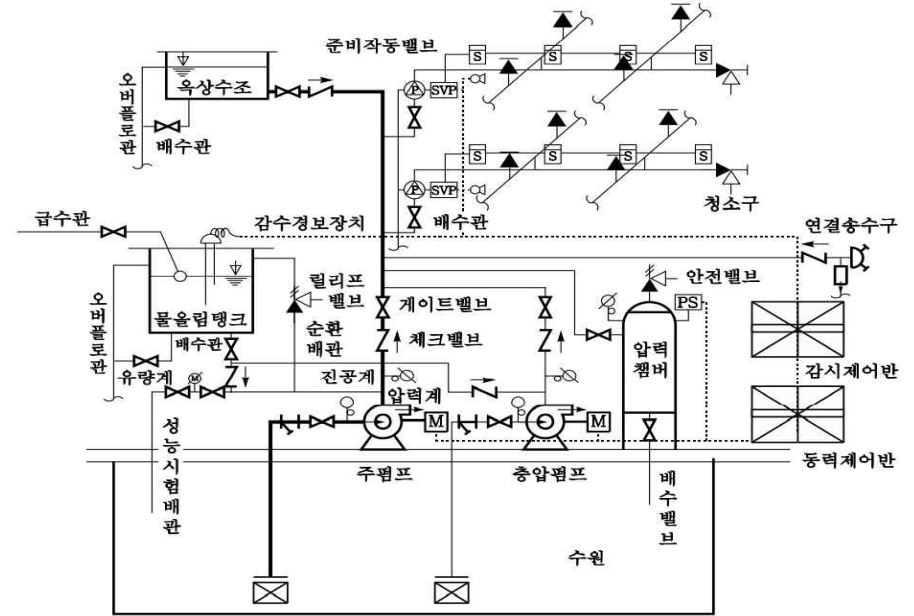 준비작동밸브
S
S
S
S
옥상수조
오버플로관
P
SVP
배수관
S
S
S
S
P
SVP
청소구
급수관
감수경보장치
배수관
연결송수구
릴리프
밸브
안전밸브
게이트밸브
PS
오버플로관
물올림탱크
순환
배관
체크밸브
압력
챔버
배수관
유량계
M
진공계
감시제어반
압력계
M
M
성능시험배관
주펌프
충압펌프
배수밸브
동력제어반
수원